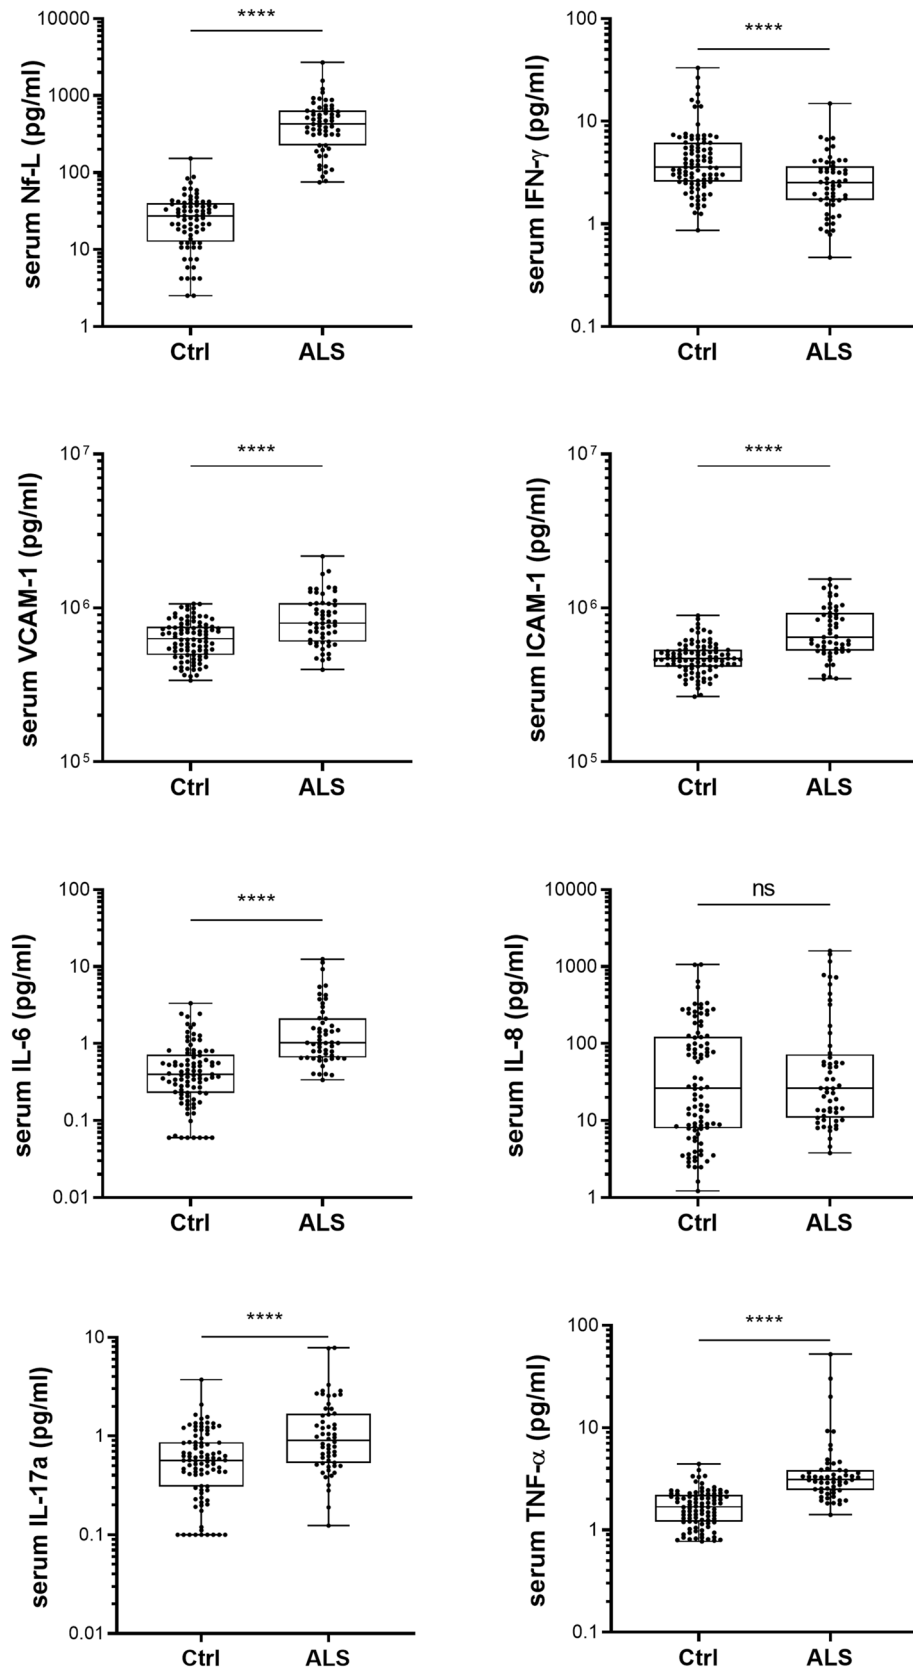 ****
serum Nf-L (pg/ml)
10000
1000
100
10
1
Ctrl
ALS
****
serum IFN-γ (pg/ml)
100
10
1
0.1
Ctrl
ALS
****
serum VCAM-1 (pg/ml)
10⁷
10⁶
10⁵
Ctrl
ALS
****
serum ICAM-1 (pg/ml)
10⁷
10⁶
10⁵
Ctrl
ALS
****
serum IL-6 (pg/ml)
100
10
1
0.1
0.01
Ctrl
ALS
ns
serum IL-8 (pg/ml)
10000
1000
100
10
1
Ctrl
ALS
****
serum IL-17a (pg/ml)
10
1
0.1
0.01
Ctrl
ALS
****
serum TNF-α (pg/ml)
100
10
1
0.1
Ctrl
ALS